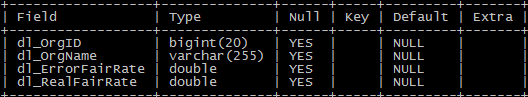 +------------------+--------------+------+-----+---------+-------+
| Field            | Type         | Null | Key | Default | Extra |
+------------------+--------------+------+-----+---------+-------+
| dl_OrgID         | bigint(20)   | YES  |     | NULL    |       |
| dl_OrgName       | varchar(255) | YES  |     | NULL    |       |
| dl_ErrorFairRate | double       | YES  |     | NULL    |       |
| dl_RealFairRate  | double       | YES  |     | NULL    |       |
+------------------+--------------+------+-----+---------+-------+